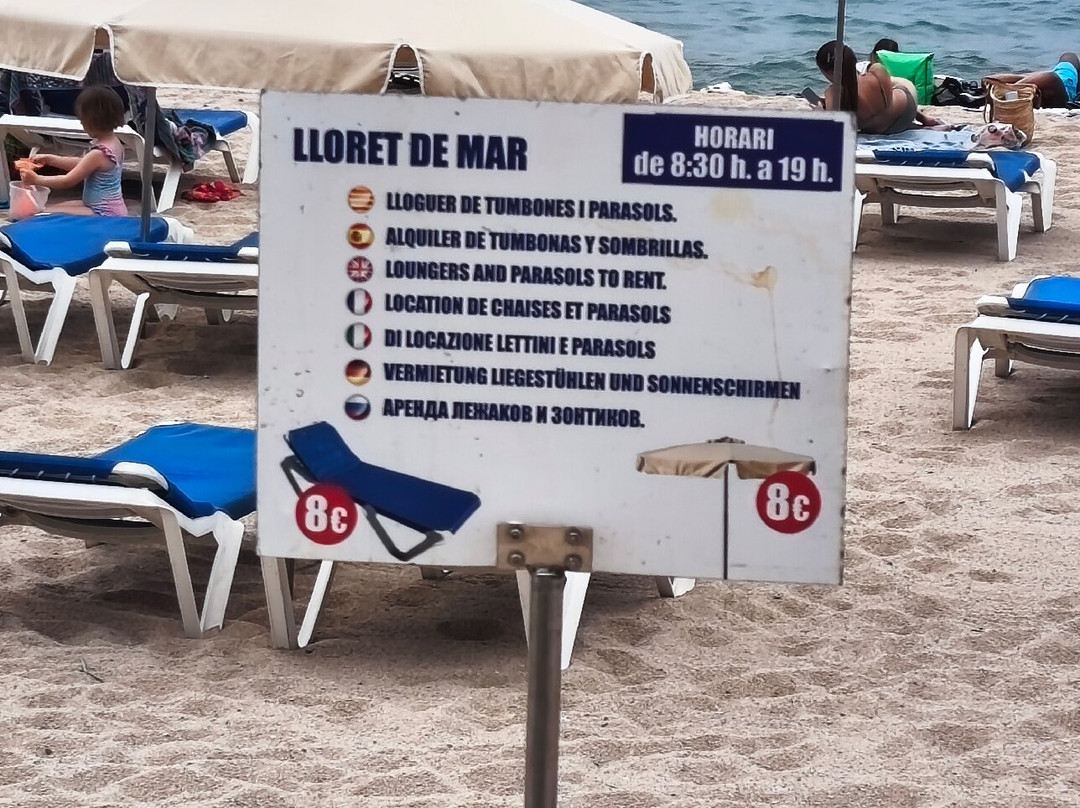 LLORET DE MAR
HORARI
de 8:30 h. a 19 h.
LLOGUER DE TUMBONES I PARASOLS.
ALQUILER DE TUMBONAS Y SOMBRILLAS.
LOUNGERS AND PARASOLS TO RENT.
LOCATION DE CHAISES ET PARASOLS
DI LOCAZIONE LETTINI E PARASOLS
VERMIETUNG LIEGESTÜHLEN UND SONNENSCHIRMEN
АРЕНДА ЛЕЖАКОВ И ЗОНТИКОВ.
8€
8€